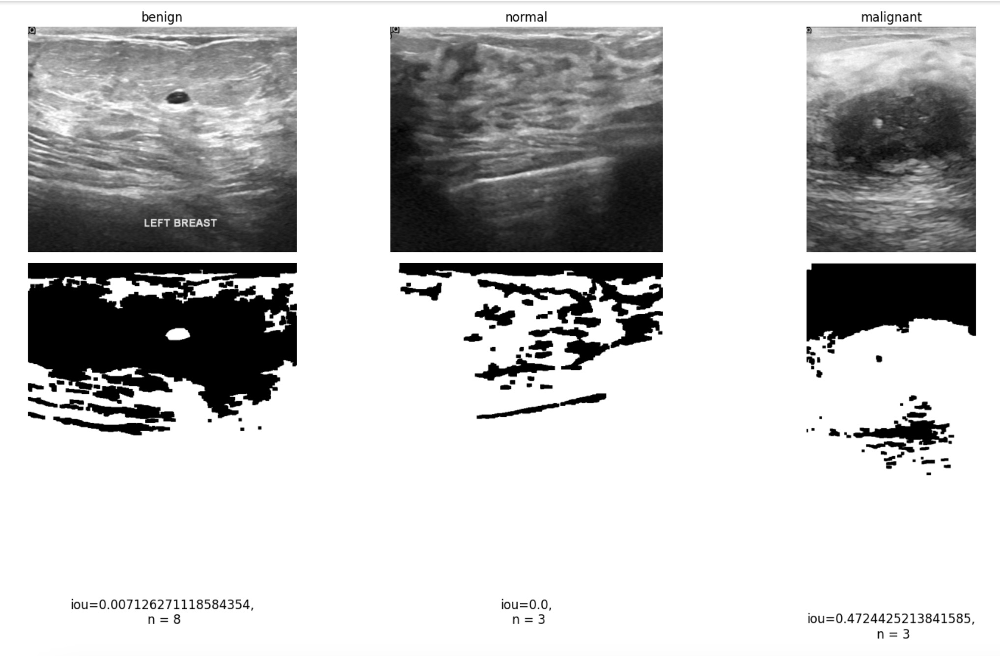 benign
normal
malignant
LEFT BREAST
iou=0.007126271118584354,
n = 8
iou=0.0,
n = 3
iou=0.4724425213841585,
n = 3